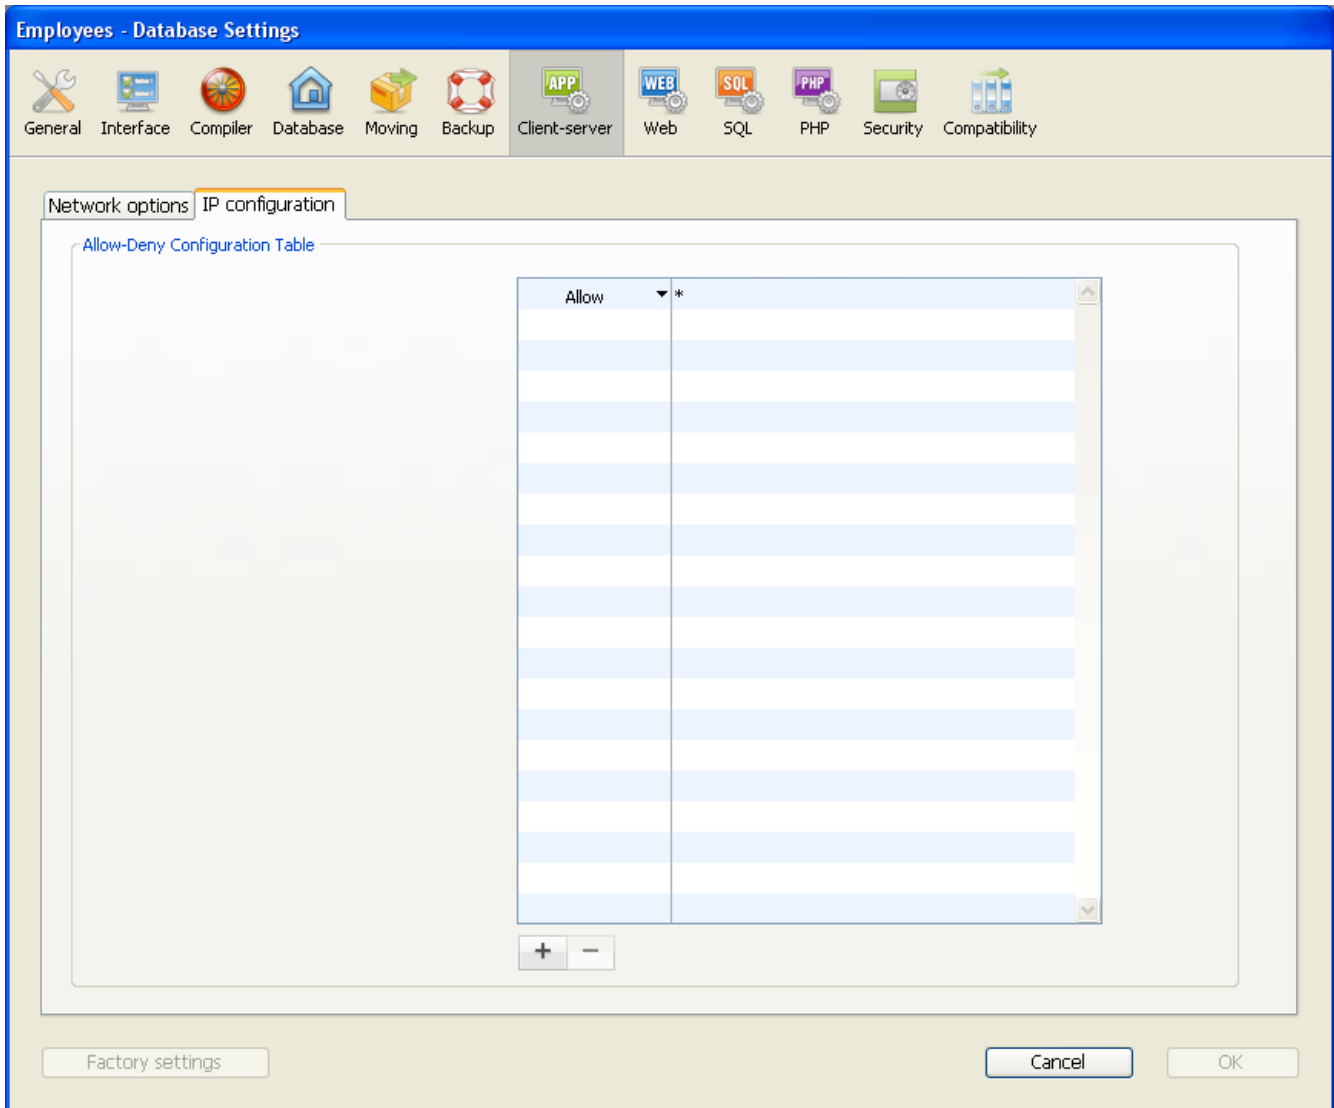 Employees - Database Settings
APP WEB SQL PHP
General Interface Compiler Database Moving Backup Client-server Web SQL PHP Security Compatibility
Network options IP configuration
Allow-Deny Configuration Table
Allow *
+ −
Factory settings Cancel OK